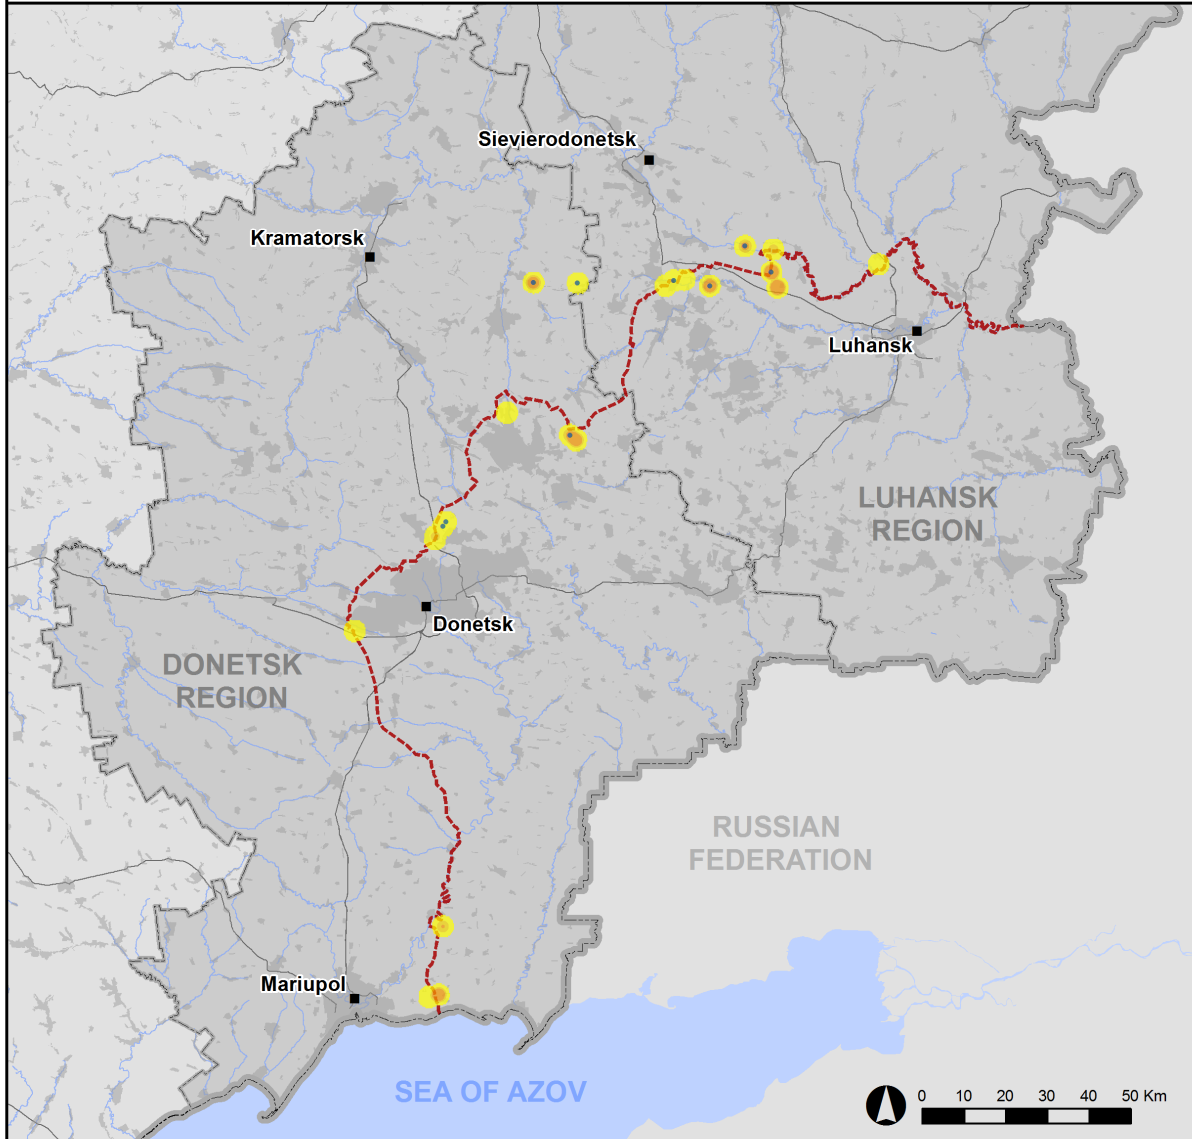 Sievierodonetsk
Kramatorsk
Luhansk
LUHANSK
REGION
Donetsk
DONETSK
REGION
RUSSIAN
FEDERATION
Mariupol
SEA OF AZOV
0 10 20 30 40 50 Km